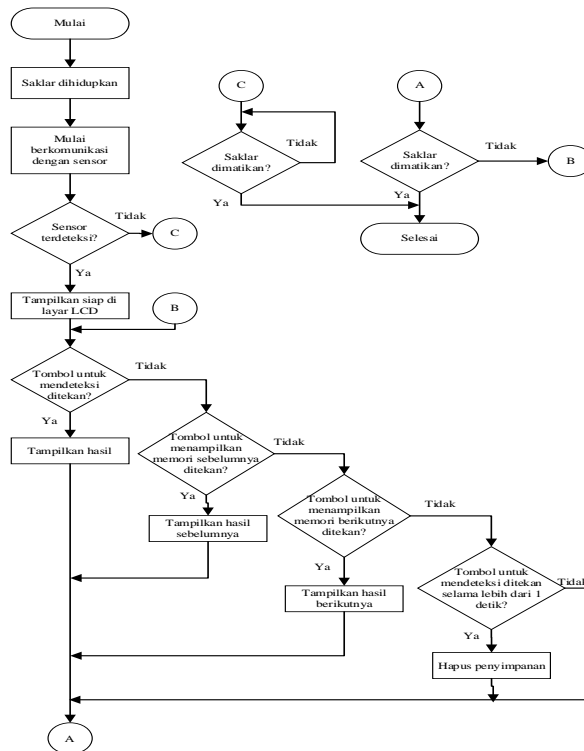 Mulai
Saklar dihidupkan
Mulai
berkomunikasi
dengan sensor
Sensor
terdeteksi?
Tidak
C
Ya
Tampilkan siap di
layar LCD
B
C
Saklar
dimatikan?
Tidak
Ya
A
Saklar
dimatikan?
Tidak
B
Ya
Selesai
Tombol untuk
mendeteksi
ditekan?
Tidak
Ya
Tampilkan hasil
Tombol untuk
menampilkan
memori sebelumnya
ditekan?
Tidak
Ya
Tampilkan hasil
sebelumnya
Tombol untuk
menampilkan
memori berikutnya
ditekan?
Tidak
Ya
Tampilkan hasil
berikutnya
Tombol untuk
mendeteksi ditekan
selama lebih dari 1
detik?
Tidak
Ya
Hapus penyimpanan
A